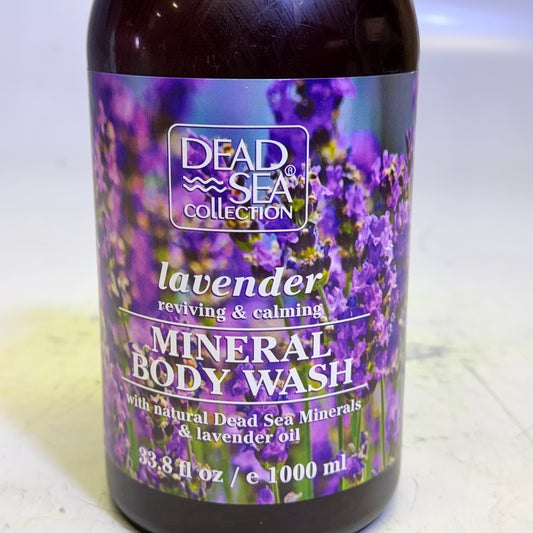 DEAD
SEA®
COLLECTION
lavender
reviving & calming
MINERAL
BODY WASH
with natural Dead Sea Minerals
& lavender oil
33.8 fl oz / e 1000 ml